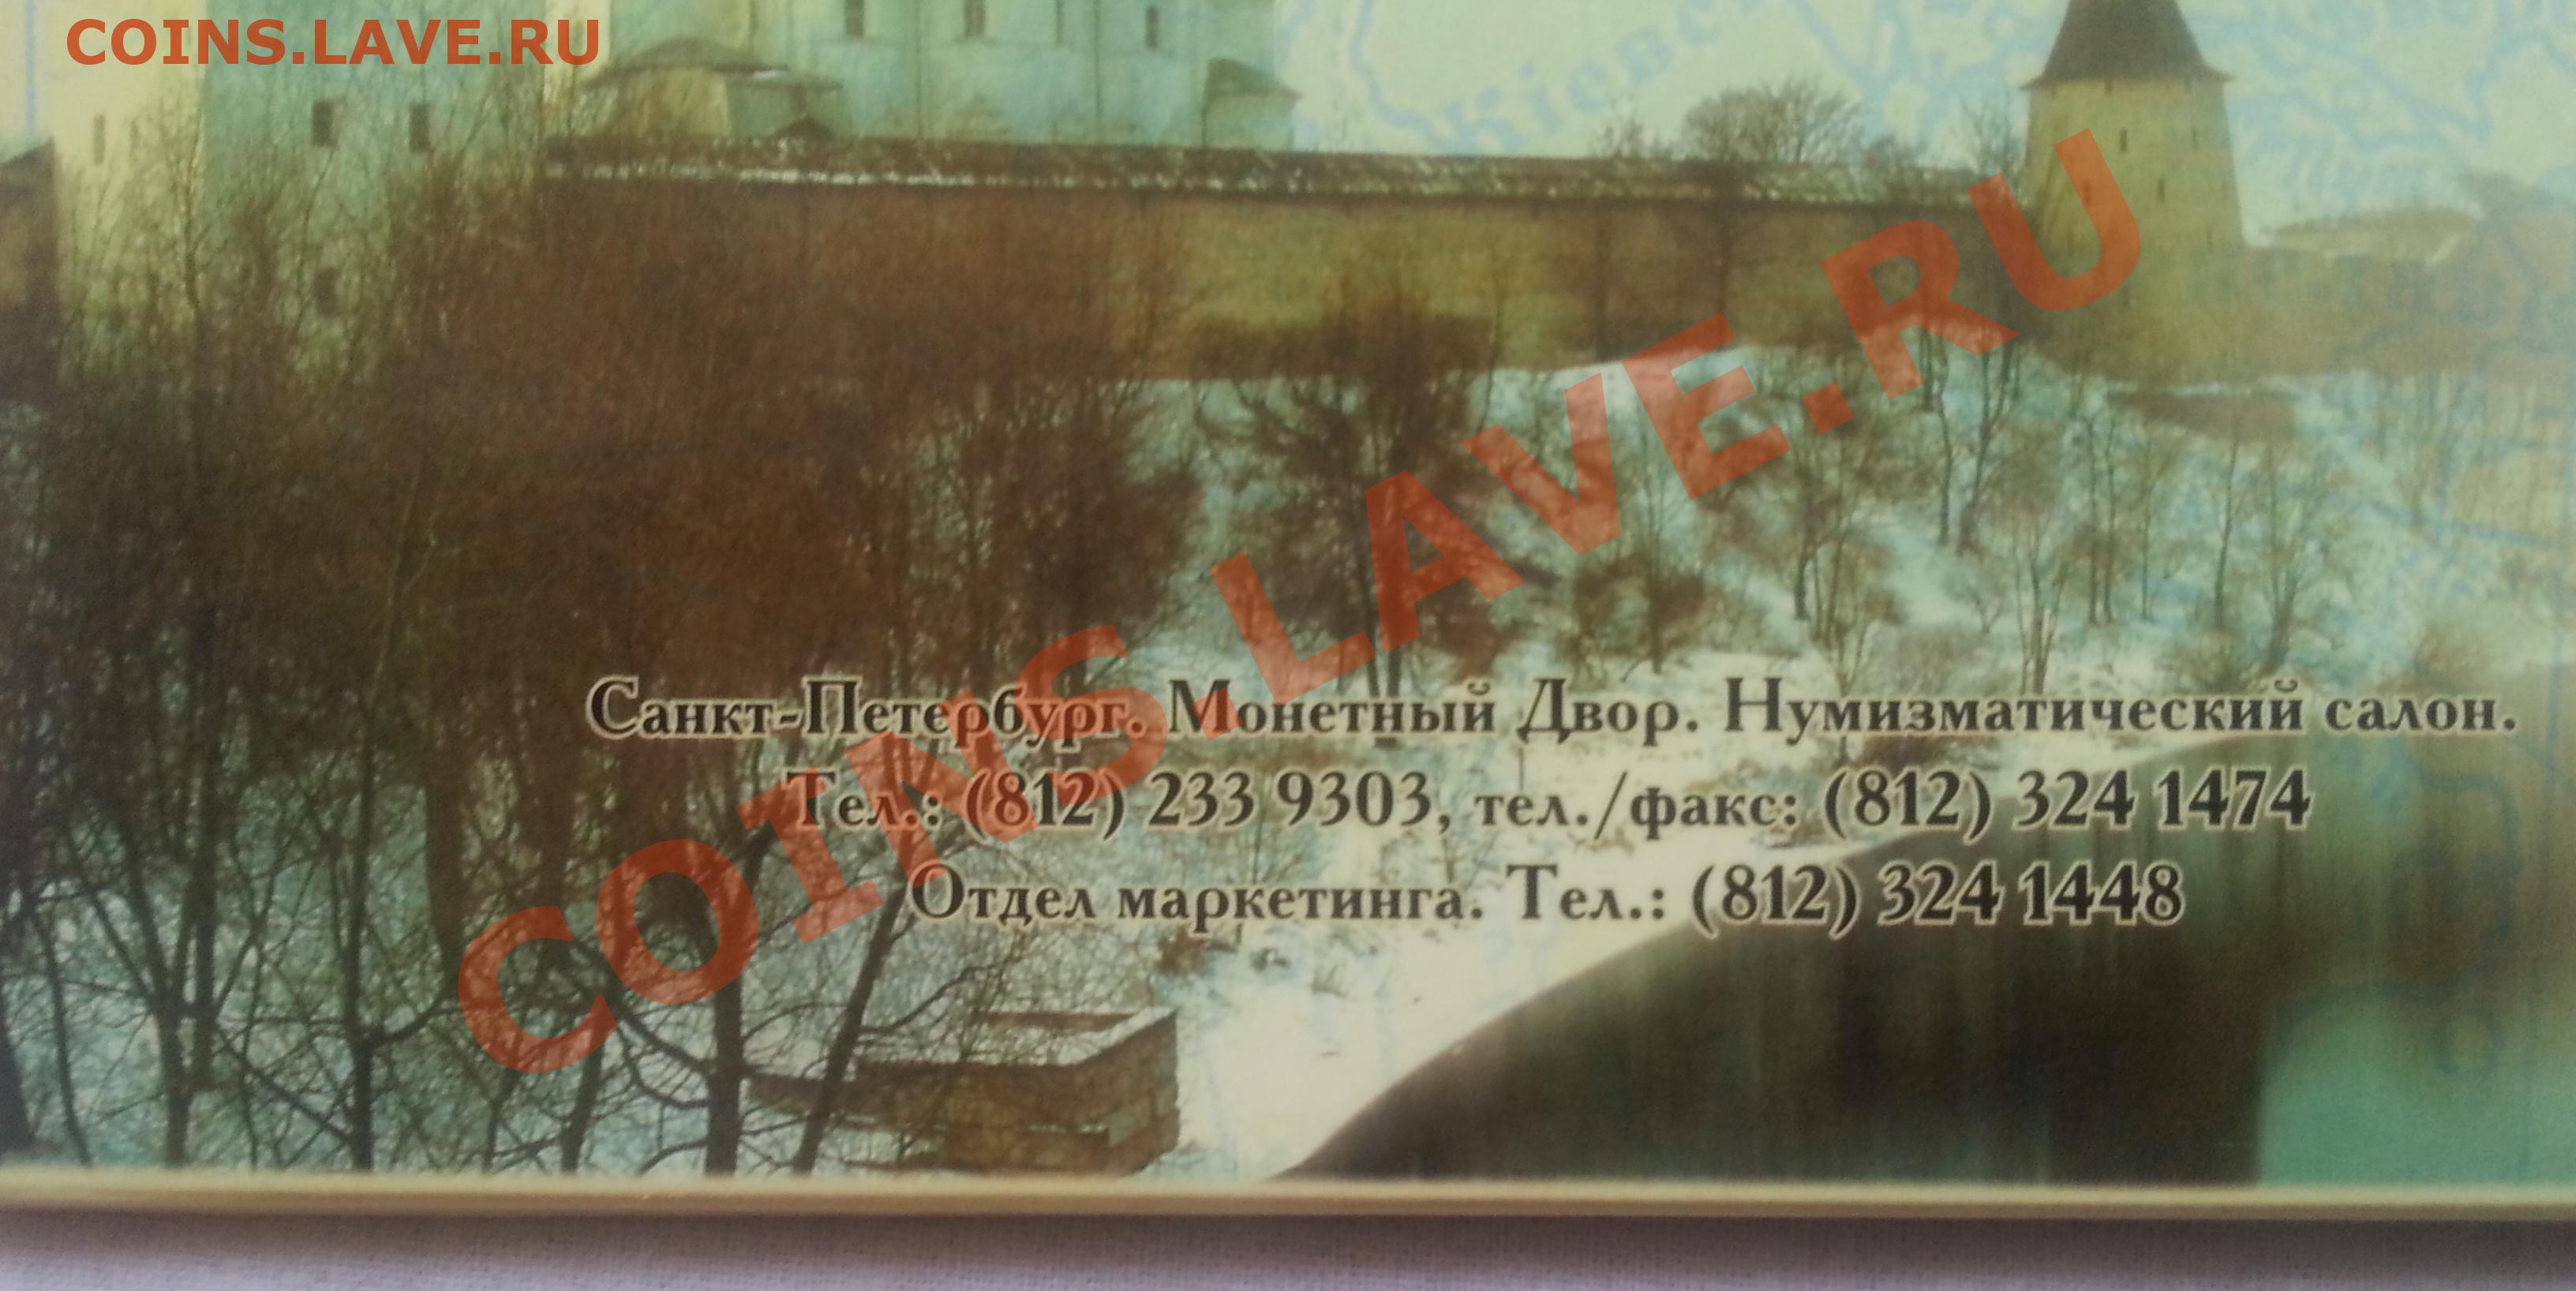 COINS.LAVE.RU
Кіевск
COINS.LAVE.RU
Санкт-Петербург. Монетный Двор. Нумизматический салон.
Тел.: (812) 233 9303, тел./факс: (812) 324 1474
Отдел маркетинга. Тел.: (812) 324 1448